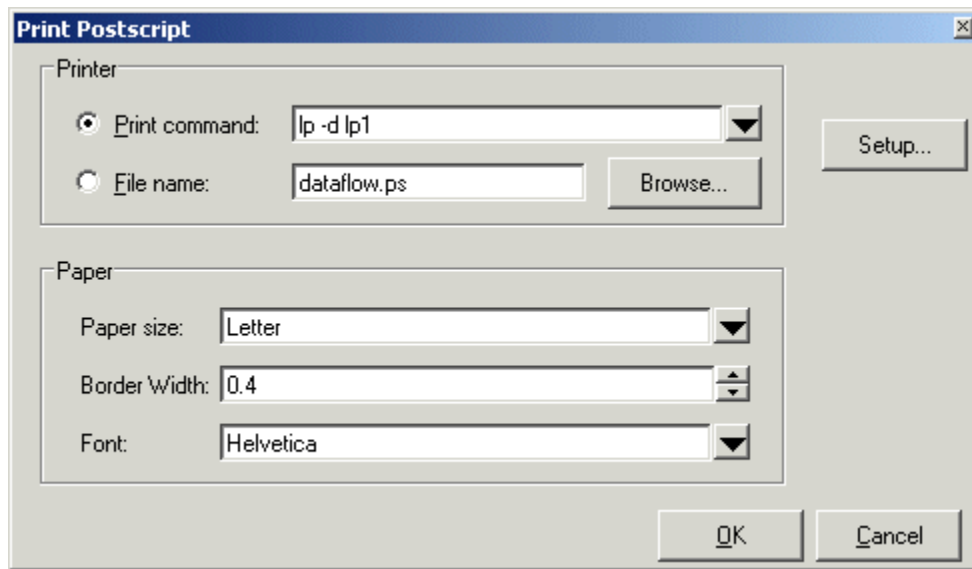 Print Postscript
Printer
Print command: lp -d lp1
Setup...
File name: dataflow.ps Browse...
Paper
Paper size: Letter
Border Width: 0.4
Font: Helvetica
OK Cancel